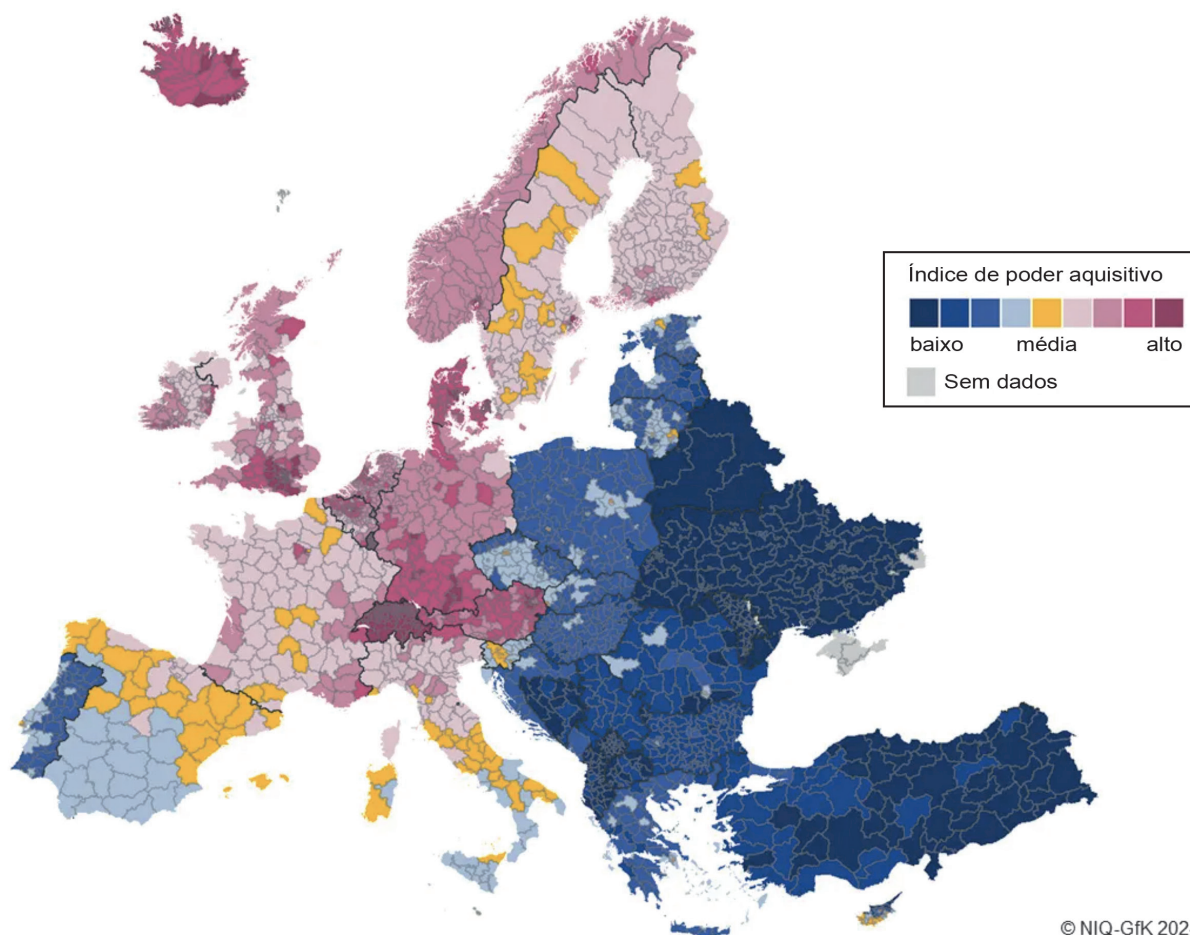 Índice de poder aquisitivo
baixo média alto
Sem dados
© NIQ-GfK 202